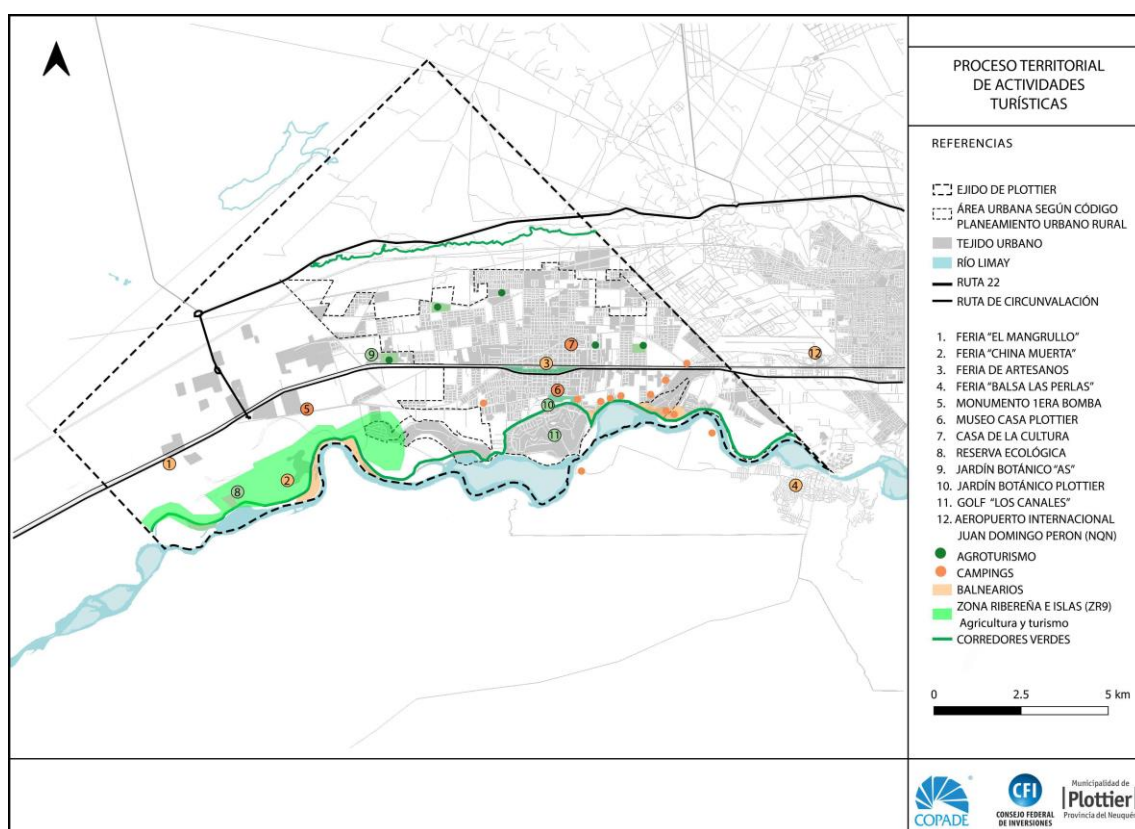 PROCESO TERRITORIAL
DE ACTIVIDADES
TURÍSTICAS
REFERENCIAS
EJIDO DE PLOTTIER
ÁREA URBANA SEGÚN CÓDIGO
PLANEAMIENTO URBANO RURAL
TEJIDO URBANO
RÍO LIMAY
RUTA 22
RUTA DE CIRCUNVALACIÓN
1. FERIA "EL MANGRULLO"
2. FERIA "CHINA MUERTA"
3. FERIA DE ARTESANOS
4. FERIA "BALSA LAS PERLAS"
5. MONUMENTO 1ERA BOMBA
6. MUSEO CASA PLOTTIER
7. CASA DE LA CULTURA
8. RESERVA ECOLÓGICA
9. JARDÍN BOTÁNICO "AS"
10. JARDÍN BOTÁNICO PLOTTIER
11. GOLF "LOS CANALES"
12. AEROPUERTO INTERNACIONAL
JUAN DOMINGO PERON (NQN)
AGROTURISMO
CAMPINGS
BALNEARIOS
ZONA RIBEREÑA E ISLAS (ZR9)
Agricultura y turismo
CORREDORES VERDES
0 2.5 5 km
12
7
3
9
6
10
5
11
1
2
8
4
COPADE
CFI
CONSEJO FEDERAL
DE INVERSIONES
Municipalidad de
Plottier
Provincia del Neuquén